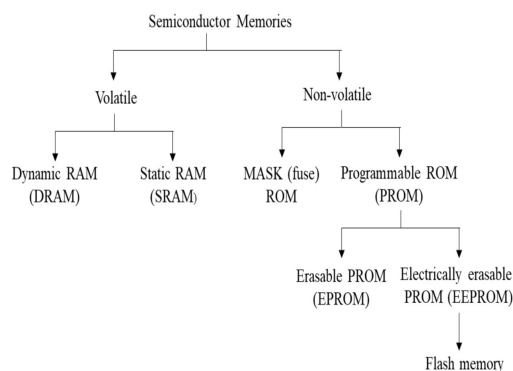 Semiconductor Memories
Volatile
Non-volatile
Dynamic RAM
(DRAM)
Static RAM
(SRAM)
MASK (fuse)
ROM
Programmable ROM
(PROM)
Erasable PROM
(EPROM)
Electrically erasable
PROM (EEPROM)
Flash memory